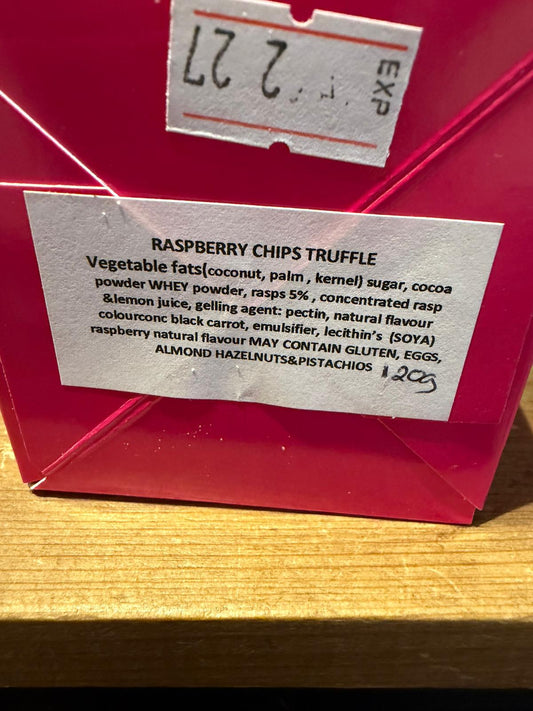 EXP
2 27
RASPBERRY CHIPS TRUFFLE
Vegetable fats(coconut, palm , kernel) sugar, cocoa
powder WHEY powder, rasps 5% , concentrated rasp
&lemon juice, gelling agent: pectin, natural flavour
colourconc black carrot, emulsifier, lecithin's (SOYA)
raspberry natural flavour MAY CONTAIN GLUTEN, EGGS,
ALMOND HAZELNUTS&PISTACHIOS 120g